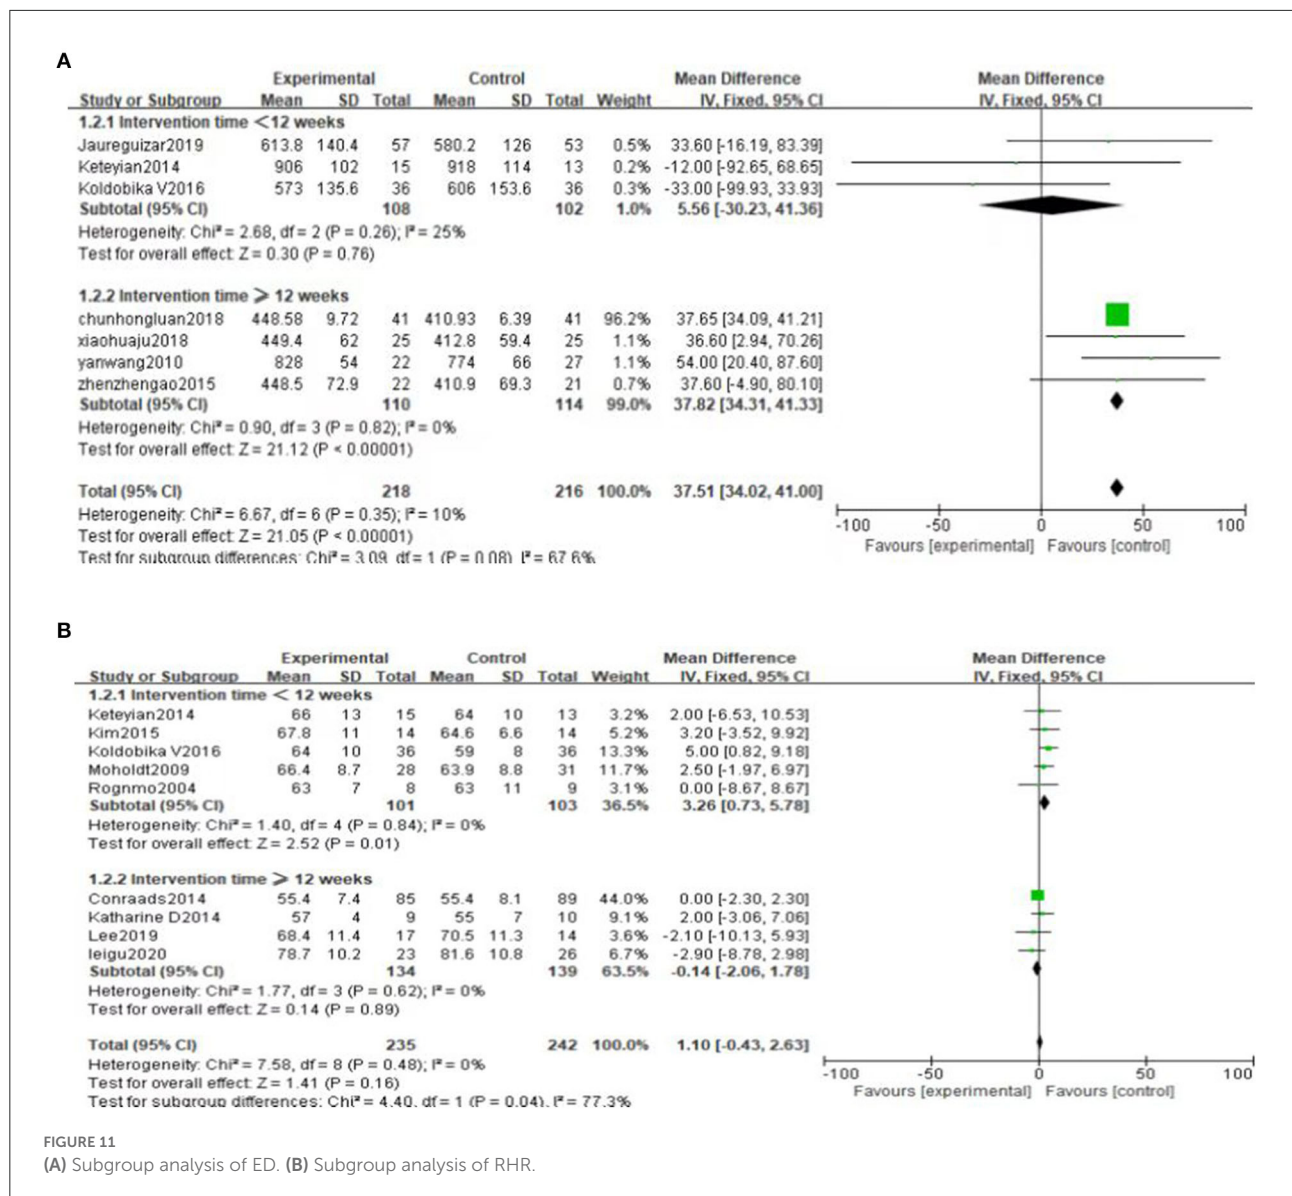 A
Experimental Control Mean Difference Mean Difference
Study or Subgroup Mean SD Total Mean SD Total Weight IV, Fixed, 95% CI IV, Fixed, 95% CI
1.2.1 Intervention time <12 weeks
Jaureguizar2019 613.8 140.4 57 580.2 126 53 0.5% 33.60 [-16.19, 83.39]
Keteyian2014 906 102 15 918 114 13 0.2% -12.00 [-92.65, 68.65]
Koldobika V2016 573 135.6 36 606 153.6 36 0.3% -33.00 [-99.93, 33.93]
Subtotal (95% CI) 108 102 1.0% 5.56 [-30.23, 41.36]
Heterogeneity: Chi² = 2.68, df = 2 (P = 0.26); I² = 25%
Test for overall effect: Z = 0.30 (P = 0.76)
1.2.2 Intervention time ⩾ 12 weeks
chunhongluan2018 448.58 9.72 41 410.93 6.39 41 96.2% 37.65 [34.09, 41.21]
xiaohuaju2018 449.4 62 25 412.8 59.4 25 1.1% 36.60 [2.94, 70.26]
yanwang2010 828 54 22 774 66 27 1.1% 54.00 [20.40, 87.60]
zhenzhengao2015 448.5 72.9 22 410.9 69.3 21 0.7% 37.60 [-4.90, 80.10]
Subtotal (95% CI) 110 114 99.0% 37.82 [34.31, 41.33]
Heterogeneity: Chi² = 0.90, df = 3 (P = 0.82); I² = 0%
Test for overall effect: Z = 21.12 (P < 0.00001)
Total (95% CI) 218 216 100.0% 37.51 [34.02, 41.00]
Heterogeneity: Chi² = 6.67, df = 6 (P = 0.35); I² = 10%
Test for overall effect: Z = 21.05 (P < 0.00001)
Test for subgroup differences: Chi² = 3.09, df = 1 (P = 0.08), I² = 67.6%
-100 -50 0 50 100
Favours [experimental] Favours [control]
B
Experimental Control Mean Difference Mean Difference
Study or Subgroup Mean SD Total Mean SD Total Weight IV, Fixed, 95% CI IV, Fixed, 95% CI
1.2.1 Intervention time < 12 weeks
Keteyian2014 66 13 15 64 10 13 3.2% 2.00 [-6.53, 10.53]
Kim2015 67.8 11 14 64.6 6.6 14 5.2% 3.20 [-3.52, 9.92]
Koldobika V2016 64 10 36 59 8 36 13.3% 5.00 [0.82, 9.18]
Moholdt2009 66.4 8.7 28 63.9 8.8 31 11.7% 2.50 [-1.97, 6.97]
Rognmo2004 63 7 8 63 11 9 3.1% 0.00 [-8.67, 8.67]
Subtotal (95% CI) 101 103 36.5% 3.26 [0.73, 5.78]
Heterogeneity: Chi² = 1.40, df = 4 (P = 0.84); I² = 0%
Test for overall effect: Z = 2.52 (P = 0.01)
1.2.2 Intervention time ⩾ 12 weeks
Conraads2014 55.4 7.4 85 55.4 8.1 89 44.0% 0.00 [-2.30, 2.30]
Katharine D2014 57 4 9 55 7 10 9.1% 2.00 [-3.06, 7.06]
Lee2019 68.4 11.4 17 70.5 11.3 14 3.6% -2.10 [-10.13, 5.93]
leigu2020 78.7 10.2 23 81.6 10.8 26 6.7% -2.90 [-8.78, 2.98]
Subtotal (95% CI) 134 139 63.5% -0.14 [-2.06, 1.78]
Heterogeneity: Chi² = 1.77, df = 3 (P = 0.62); I² = 0%
Test for overall effect: Z = 0.14 (P = 0.89)
Total (95% CI) 235 242 100.0% 1.10 [-0.43, 2.63]
Heterogeneity: Chi² = 7.58, df = 8 (P = 0.48); I² = 0%
Test for overall effect: Z = 1.41 (P = 0.16)
Test for subgroup differences: Chi² = 4.40, df = 1 (P = 0.04), I² = 77.3%
-100 -50 0 50 100
Favours [experimental] Favours [control]
FIGURE 11
(A) Subgroup analysis of ED. (B) Subgroup analysis of RHR.